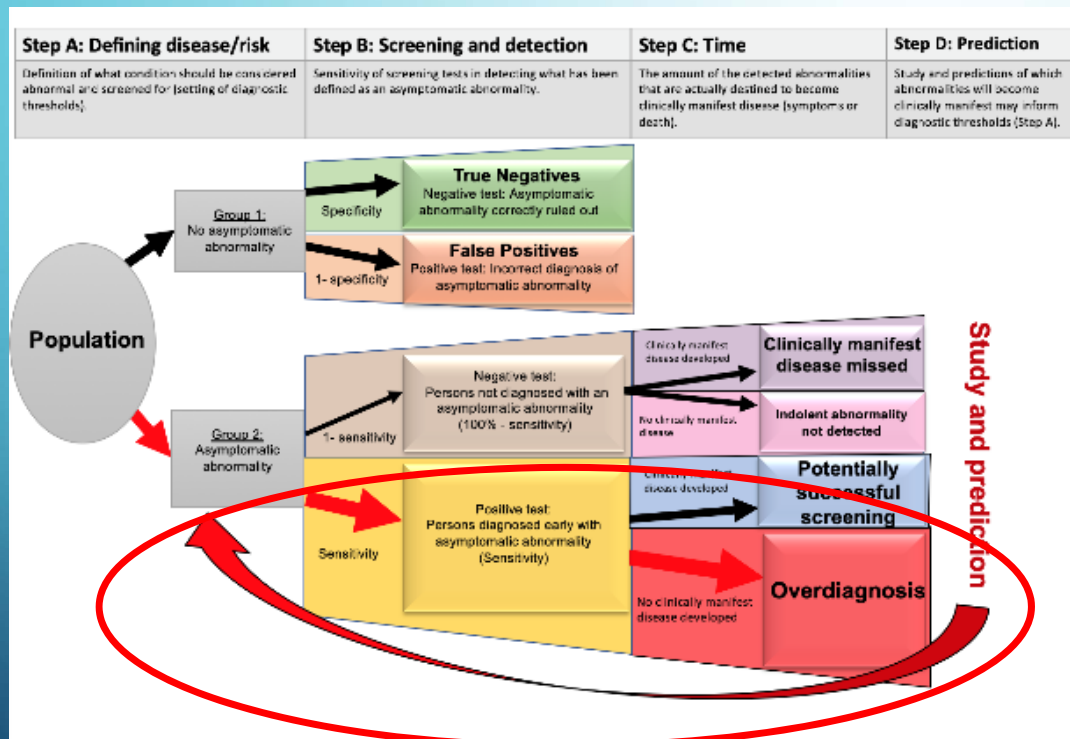 Step A: Defining disease/risk
Definition of what condition should be considered
abnormal and screened for (setting of diagnostic
thresholds).
Step B: Screening and detection
Sensitivity of screening tests in detecting what has been
defined as an asymptomatic abnormality.
Step C: Time
The amount of the detected abnormalities
that are actually destined to become
clinically manifest disease (symptoms or
death).
Step D: Prediction
Study and predictions of which
abnormalities will become
clinically manifest may inform
diagnostic thresholds (Step A).
Population
Group 1:
No asymptomatic
abnormality
Specificity
True Negatives
Negative test: Asymptomatic
abnormality correctly ruled out
1- specificity
False Positives
Positive test: Incorrect diagnosis of
asymptomatic abnormality
Group 2:
Asymptomatic
abnormality
1- sensitivity
Negative test:
Persons not diagnosed with an
asymptomatic abnormality
(100% - sensitivity)
Clinically manifest
disease developed
Clinically manifest
disease missed
No clinically manifest
disease
Indolent abnormality
not detected
Sensitivity
Positive test:
Persons diagnosed early with
asymptomatic abnormality
(Sensitivity)
Clinically manifest
disease developed
Potentially
successful
screening
No clinically manifest
disease developed
Overdiagnosis
Study and prediction